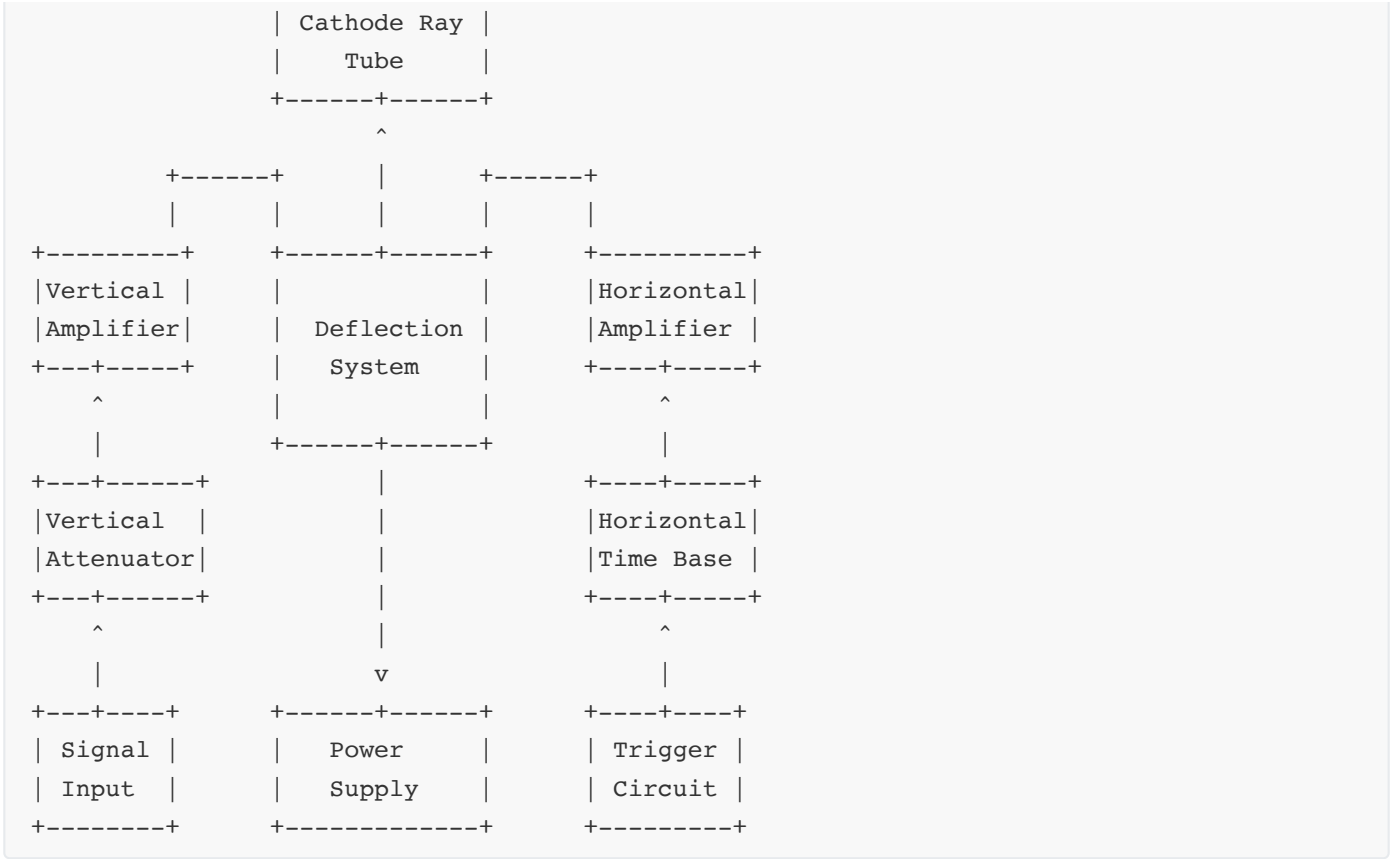 | Cathode Ray |
|    Tube     |
+------+------+
^
+------+      |      +------+
|      |      |      |      |
+---------+     +------+------+      +----------+
|Vertical |     |             |      |Horizontal|
|Amplifier|     |  Deflection |      |Amplifier |
+---+-----+     |   System    |      +----+-----+
^           |             |           ^
|           +------+------+           |
+---+------+           |             +----+-----+
|Vertical  |           |             |Horizontal|
|Attenuator|           |             |Time Base |
+---+------+           |             +----+-----+
^                  |                  ^
|                  v                  |
+---+----+      +------+------+      +----+----+
| Signal |      |   Power     |      | Trigger |
| Input  |      |   Supply    |      | Circuit |
+--------+      +-------------+      +---------+